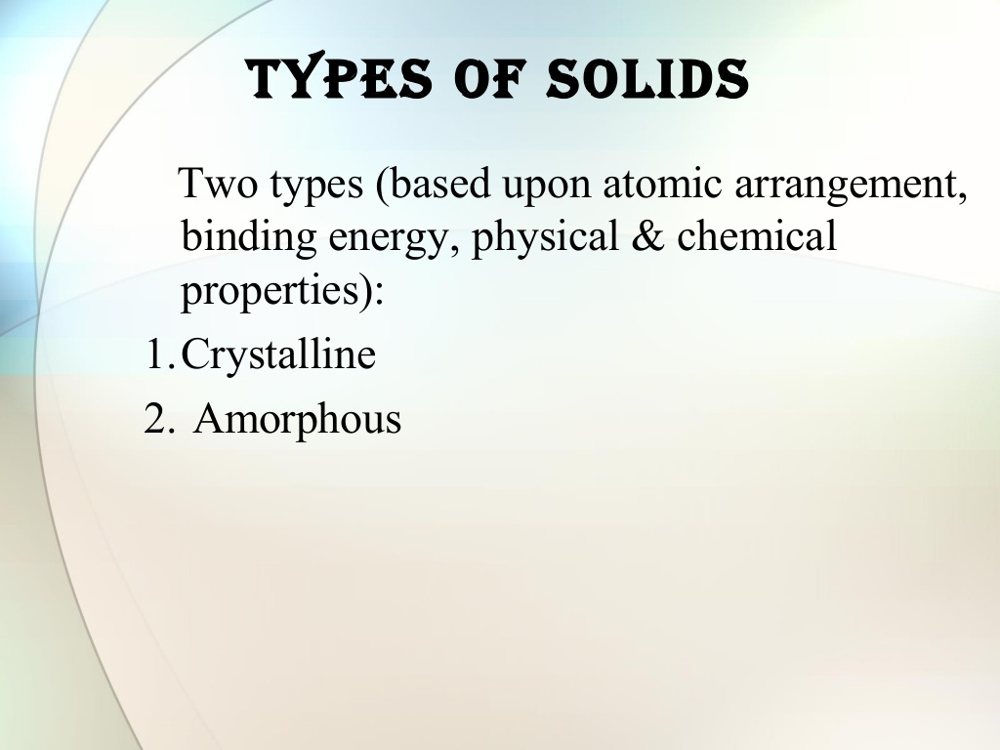 TYPES OF SOLIDS
Two types (based upon atomic arrangement,
binding energy, physical & chemical
properties):
1. Crystalline
2. Amorphous